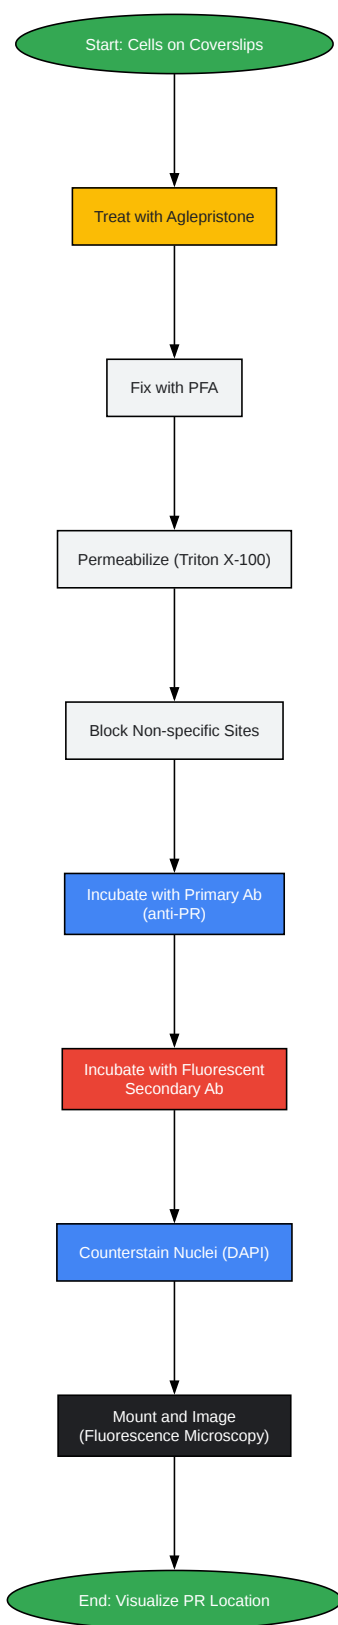 Start: Cells on Coverslips
Treat with Aglepristone
Fix with PFA
Permeabilize (Triton X-100)
Block Non-specific Sites
Incubate with Primary Ab
(anti-PR)
Incubate with Fluorescent
Secondary Ab
Counterstain Nuclei (DAPI)
Mount and Image
(Fluorescence Microscopy)
End: Visualize PR Location